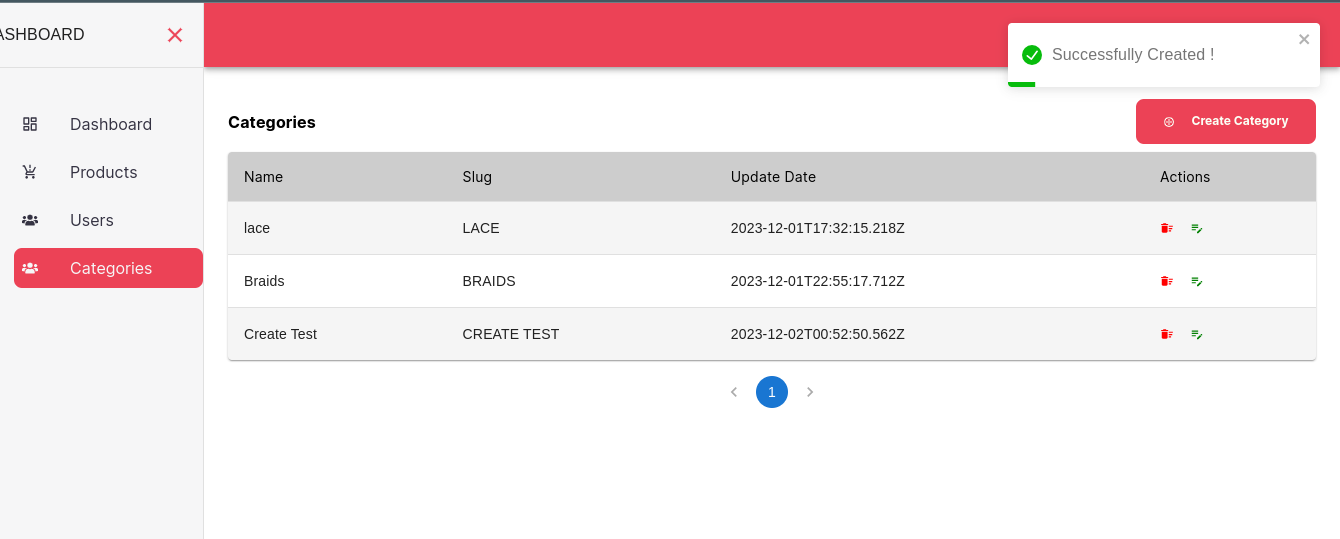 ASHBOARD
Successfully Created !
Dashboard
Products
Users
Categories
Categories
Create Category
Name Slug Update Date Actions
lace LACE 2023-12-01T17:32:15.218Z
Braids BRAIDS 2023-12-01T22:55:17.712Z
Create Test CREATE TEST 2023-12-02T00:52:50.562Z
1